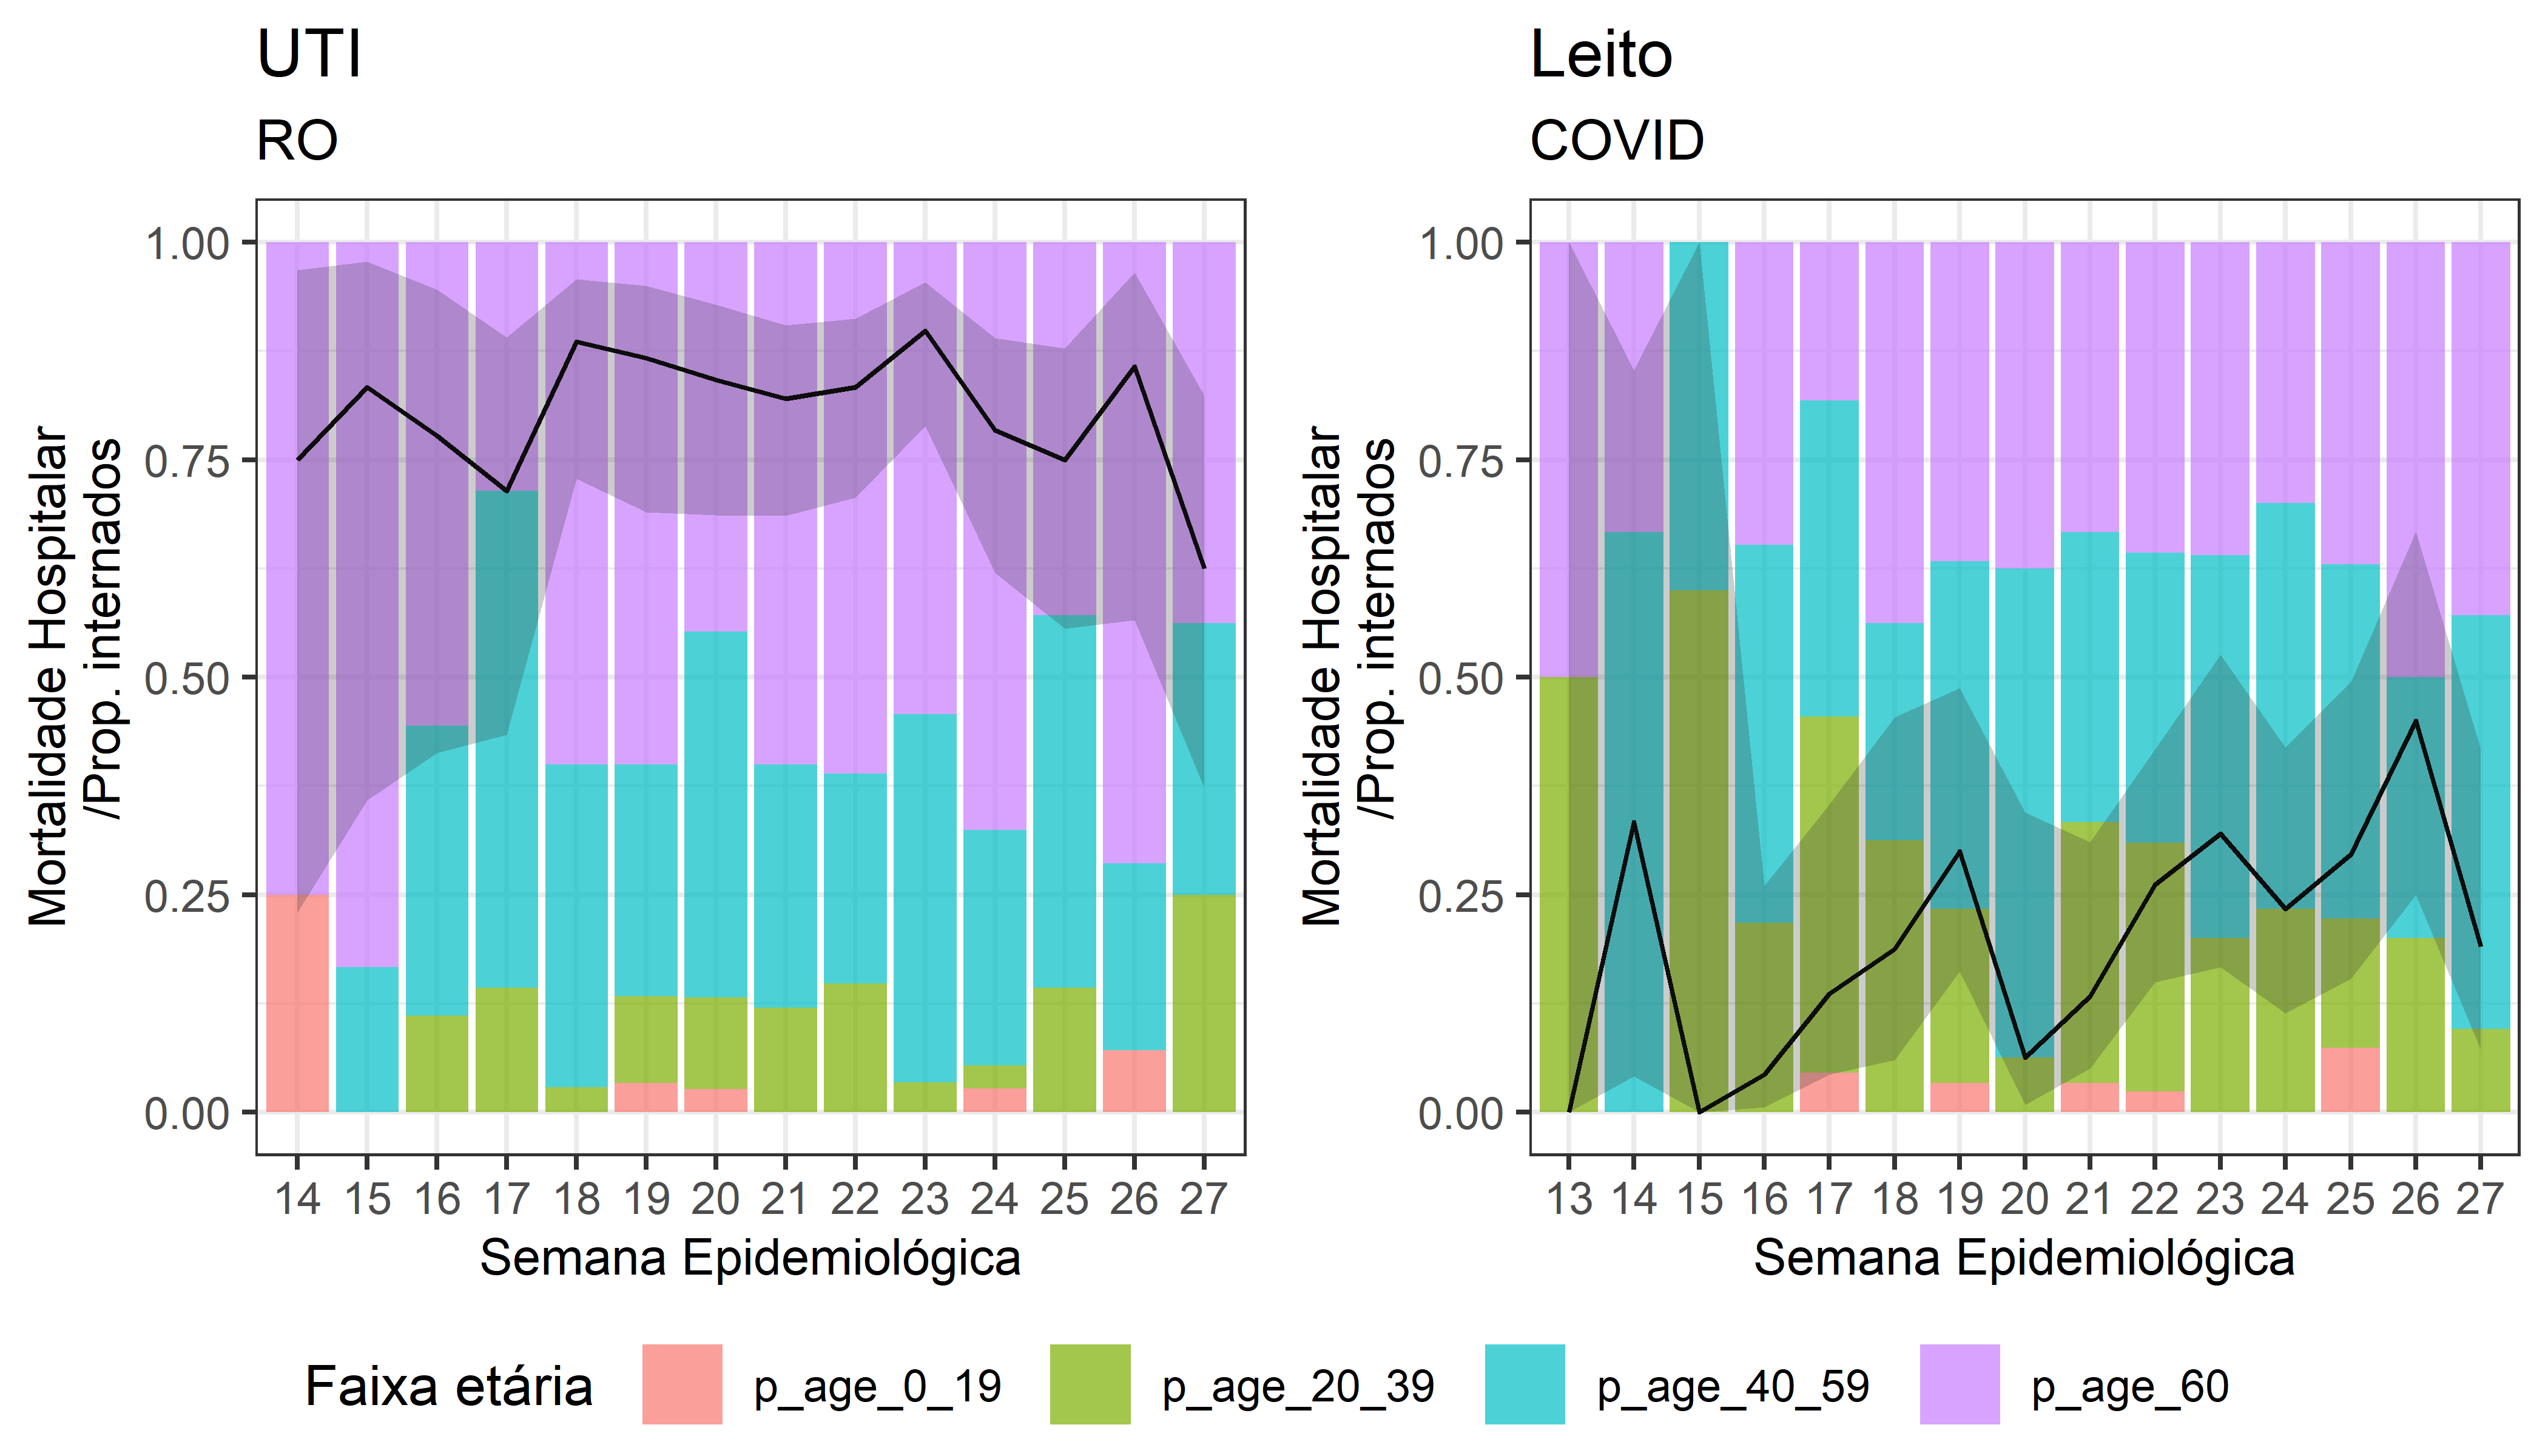 UTI
RO
Mortalidade Hospitalar
/Prop. internados
1.00
0.75
0.50
0.25
0.00
14 15 16 17 18 19 20 21 22 23 24 25 26 27
Semana Epidemiológica
Leito
COVID
Mortalidade Hospitalar
/Prop. internados
1.00
0.75
0.50
0.25
0.00
13 14 15 16 17 18 19 20 21 22 23 24 25 26 27
Semana Epidemiológica
Faixa etária p_age_0_19 p_age_20_39 p_age_40_59 p_age_60